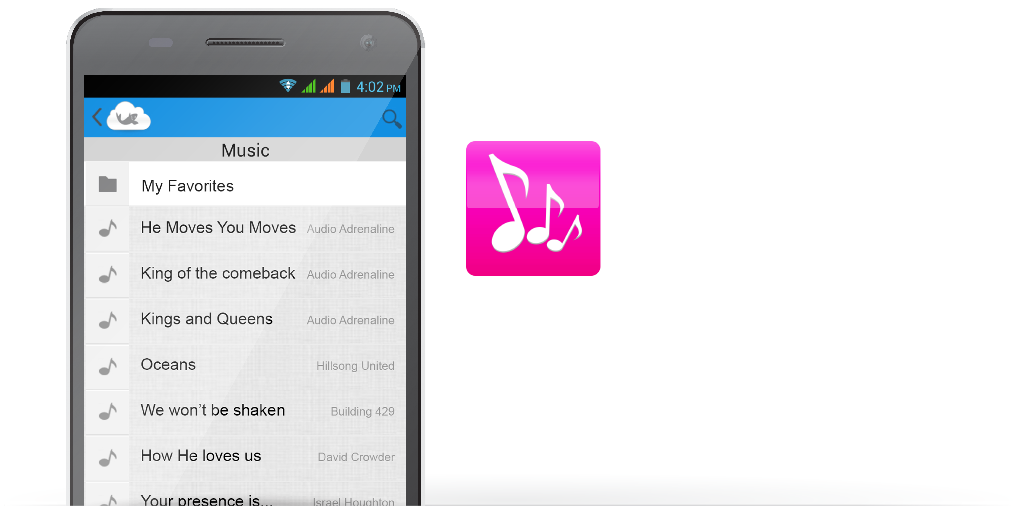 4:02 PM
Music
My Favorites
He Moves You Moves Audio Adrenaline
King of the comeback Audio Adrenaline
Kings and Queens Audio Adrenaline
Oceans Hillsong United
We won't be shaken Building 429
How He loves us David Crowder
Your presence is... Israel Houghton